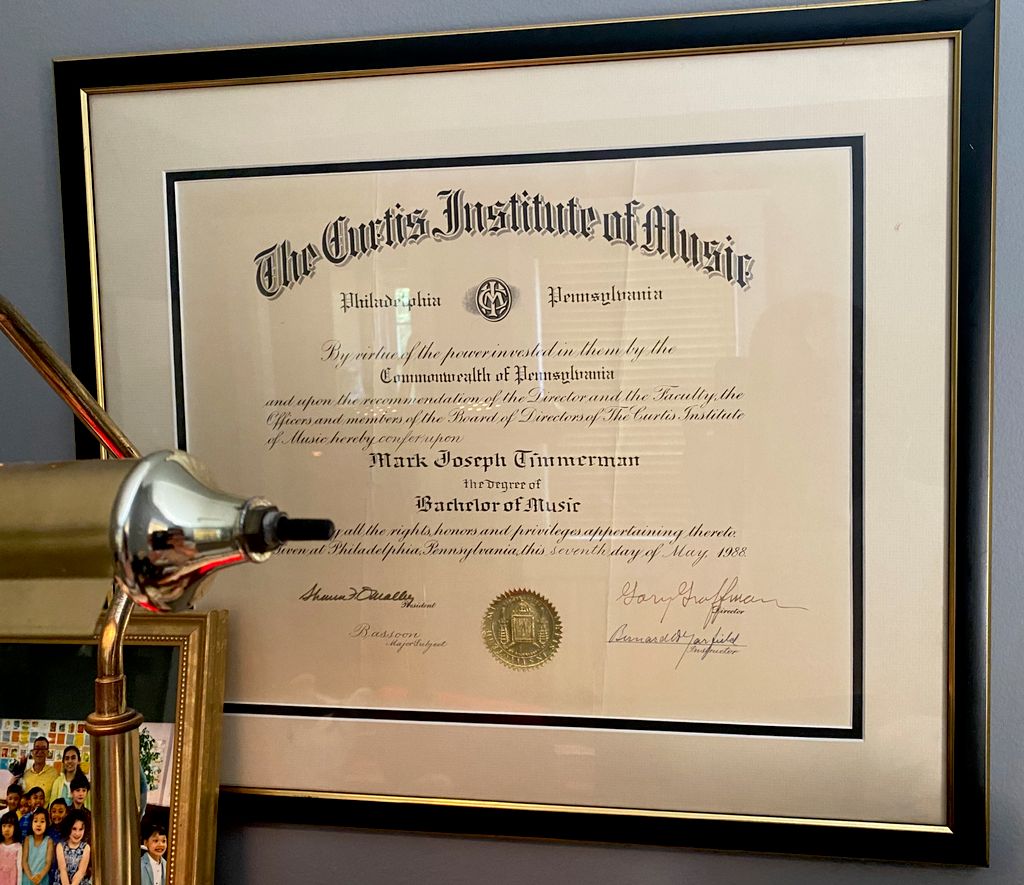 The Curtis Institute of Music
Philadelphia Pennsylvania
By virtue of the power invested in them by the
Commonwealth of Pennsylvania
and upon the recommendation of the Director and the Faculty, the
Officers and members of the Board of Directors of The Curtis Institute
of Music hereby confer upon
Mark Joseph Timmerman
the degree of
Bachelor of Music
all the rights, honors and privileges appertaining thereto.
Given at Philadelphia, Pennsylvania, this seventh day of May, 1988
President
Gary Graffman
Director
Bassoon
Major Subject
Instructor